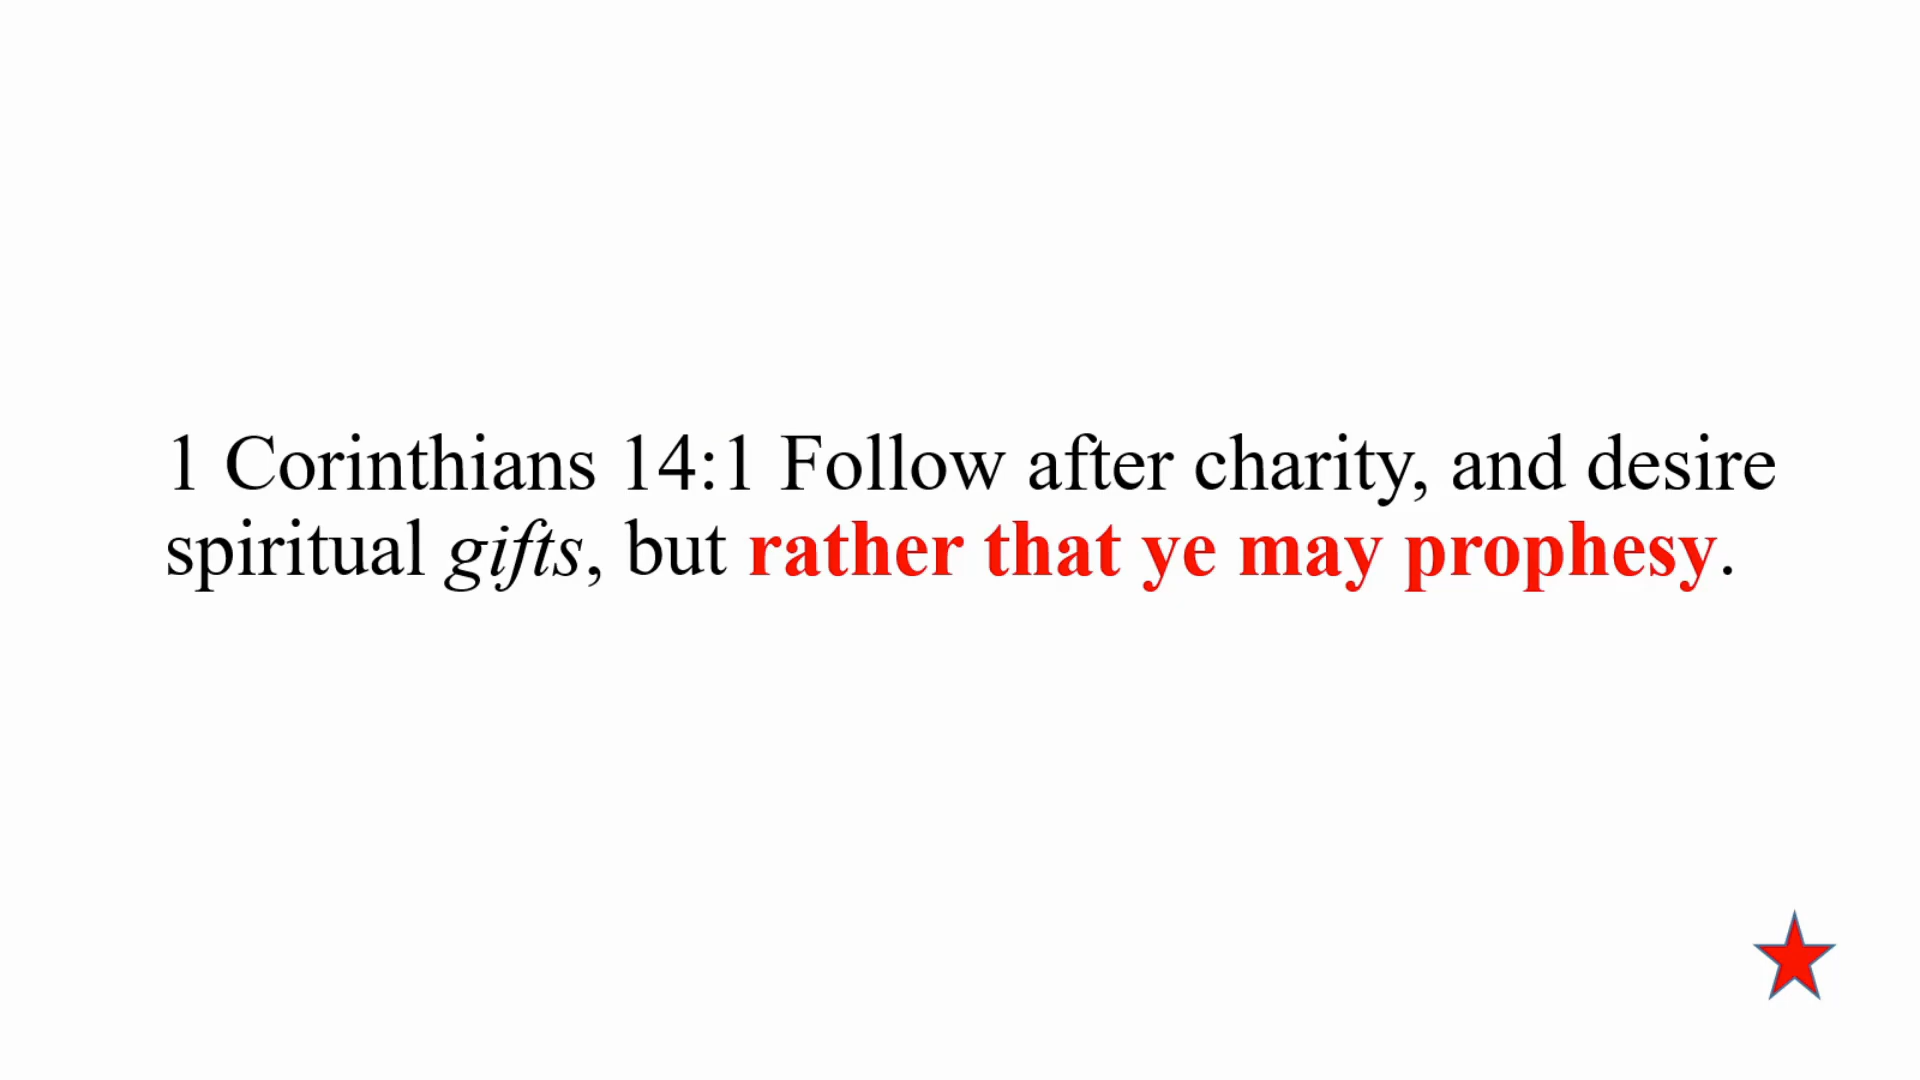 1 Corinthians 14:1 Follow after charity, and desire
spiritual gifts, but rather that ye may prophesy.